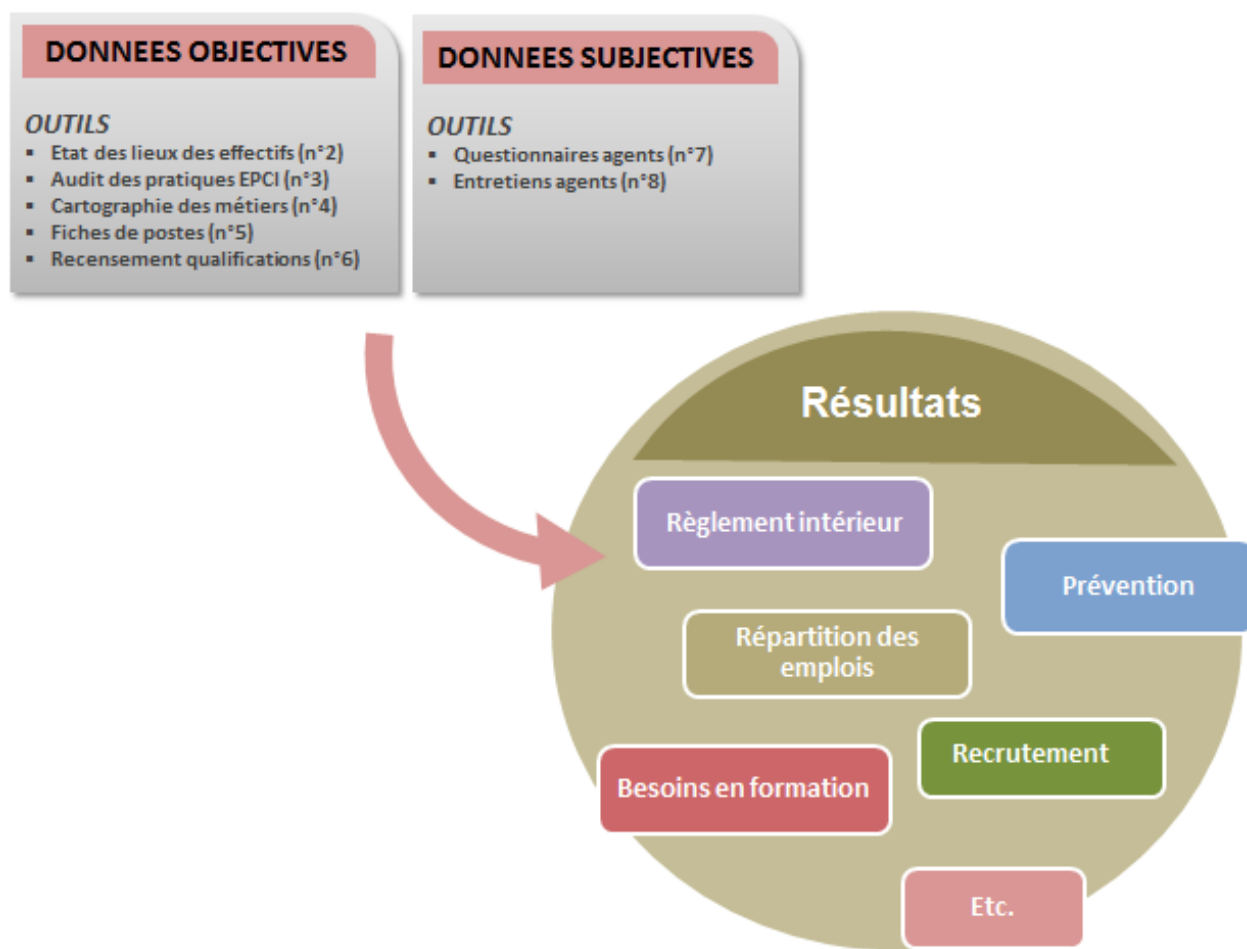 DONNEES OBJECTIVES
OUTILS
▪ Etat des lieux des effectifs (n°2)
▪ Audit des pratiques EPCI (n°3)
▪ Cartographie des métiers (n°4)
▪ Fiches de postes (n°5)
▪ Recensement qualifications (n°6)
DONNEES SUBJECTIVES
OUTILS
▪ Questionnaires agents (n°7)
▪ Entretiens agents (n°8)
Résultats
Règlement intérieur
Prévention
Répartition des
emplois
Recrutement
Besoins en formation
Etc.